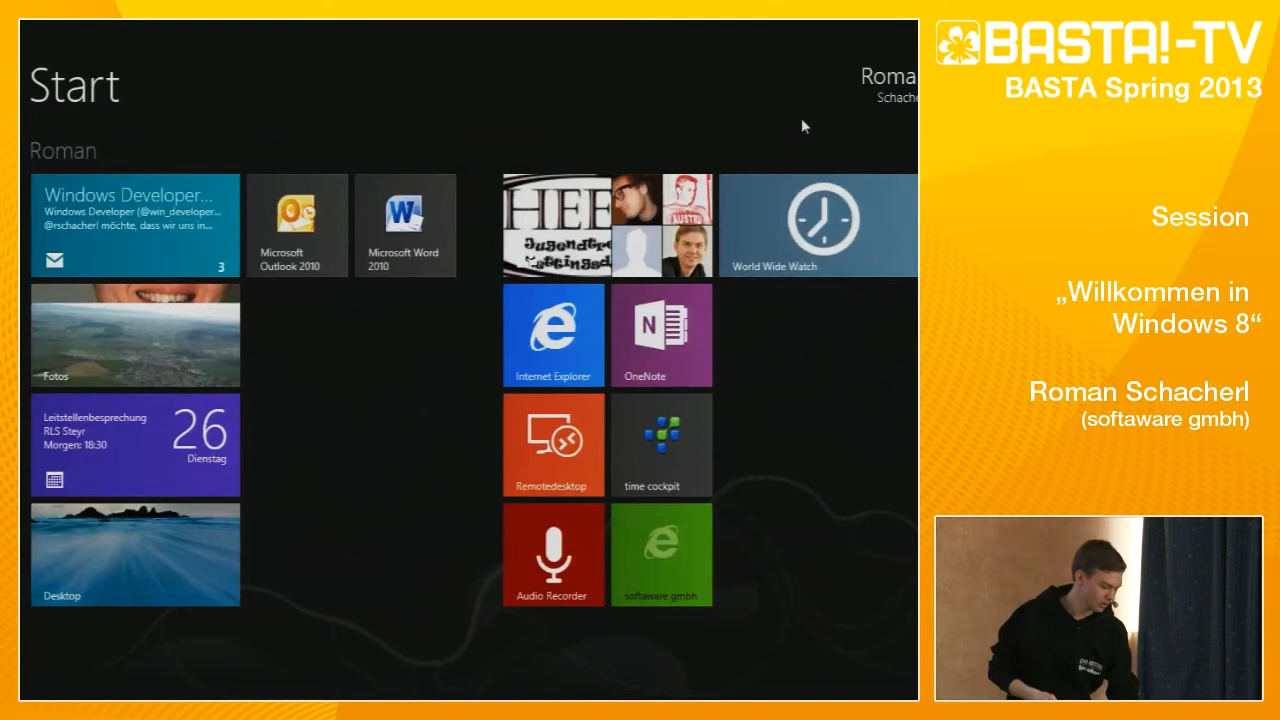 Start
Roma
Schache
Roman
Windows Developer...
Windows Developer (@win_developer...
@rschacherl möchte, dass wir uns in...
3
Microsoft
Outlook 2010
Microsoft Word
2010
Fotos
Leitstellenbesprechung
RLS Steyr
Morgen: 18:30
26
Dienstag
Desktop
HEE
Jugendtre
AUSTRI
World Wide Watch
Internet Explorer
N
OneNote
Remotedesktop
time cockpit
Audio Recorder
softaware gmbh
BASTA!-TV
BASTA Spring 2013
Session
„Willkommen in
Windows 8“
Roman Schacherl
(softaware gmbh)